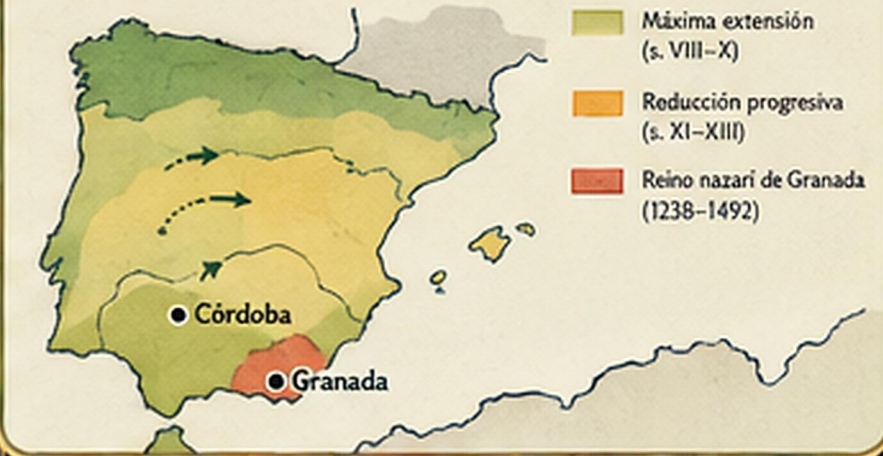 Máxima extensión
(s. VIII–X)
Reducción progresiva
(s. XI–XIII)
Reino nazarí de Granada
(1238–1492)
Córdoba
Granada